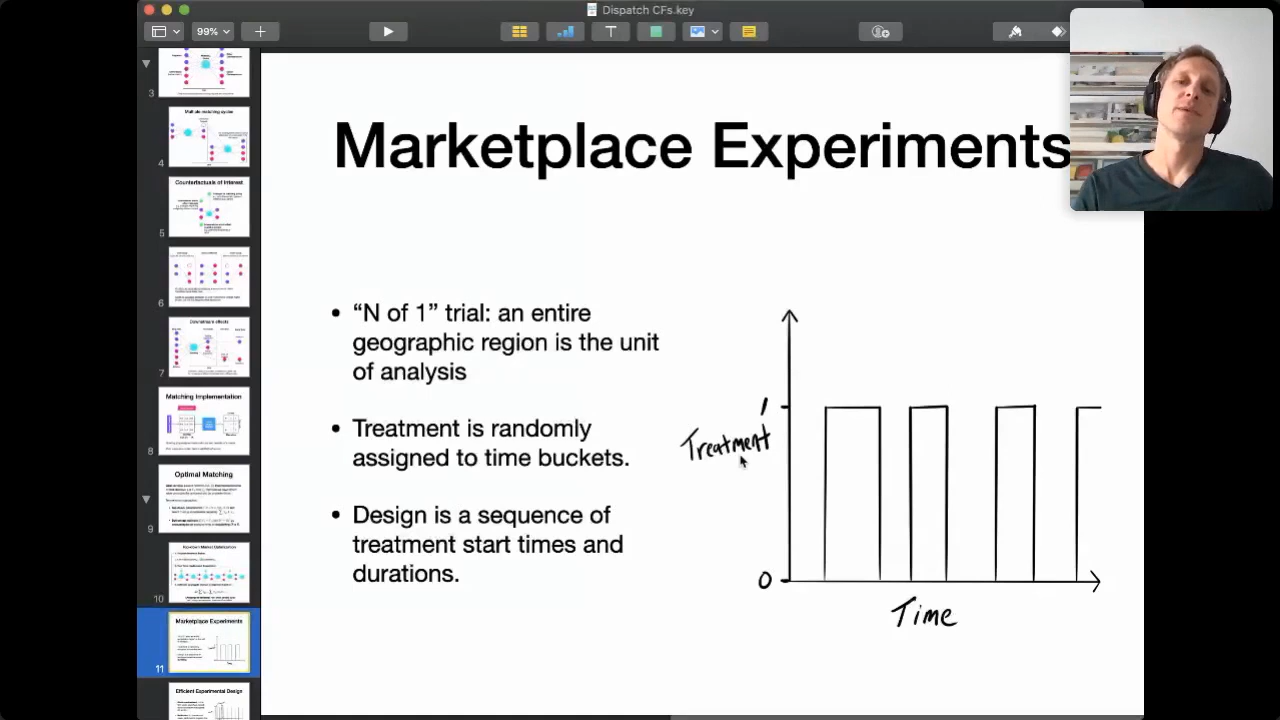 Dispatch CFs.key
99%
3
Multiple matching cycles
4
Counterfactuals of Interest
5
6
Downstream effects
7
Matching Implementation
8
Optimal Matching
9
10
Marketplace Experiments
11
Efficient Experimental Design
Marketplace Experiments
• “N of 1” trial: an entire
geographic region is the unit
of analysis
• Treatment is randomly
assigned to time buckets.
• Design is a sequence of
treatment start times and
durations.
1
Treatment
0
Time